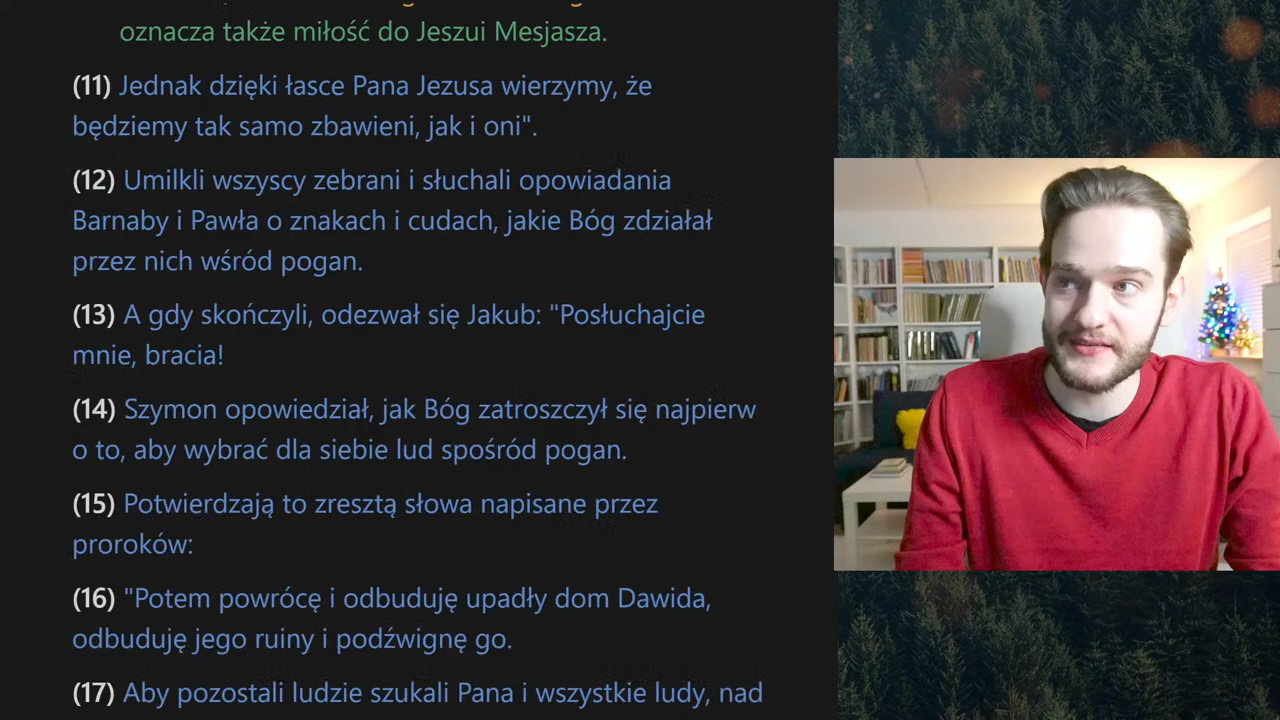 oznacza także miłość do Jeszui Mesjasza.
(11) Jednak dzięki łasce Pana Jezusa wierzymy, że
będziemy tak samo zbawieni, jak i oni".
(12) Umilkli wszyscy zebrani i słuchali opowiadania
Barnaby i Pawła o znakach i cudach, jakie Bóg zdziałał
przez nich wśród pogan.
(13) A gdy skończyli, odezwał się Jakub: "Posłuchajcie
mnie, bracia!
(14) Szymon opowiedział, jak Bóg zatroszczył się najpierw
o to, aby wybrać dla siebie lud spośród pogan.
(15) Potwierdzają to zresztą słowa napisane przez
proroków:
(16) "Potem powrócę i odbuduję upadły dom Dawida,
odbuduję jego ruiny i podźwignę go.
(17) Aby pozostali ludzie szukali Pana i wszystkie ludy, nad